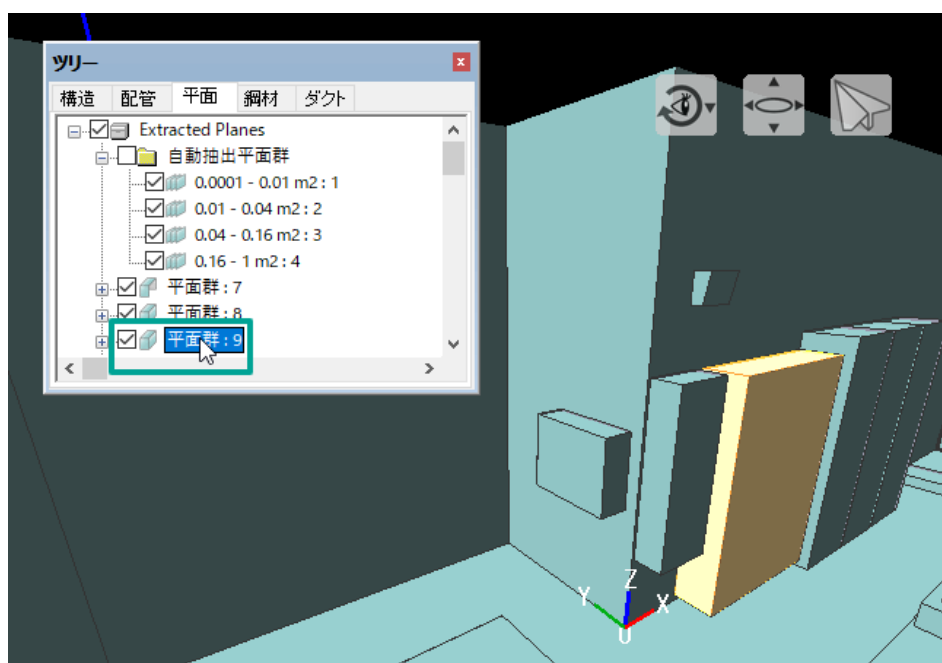 ツリー
構造 配管 平面 鋼材 ダクト
Extracted Planes
自動抽出平面群
0.0001 - 0.01 m2 : 1
0.01 - 0.04 m2 : 2
0.04 - 0.16 m2 : 3
0.16 - 1 m2 : 4
平面群 : 7
平面群 : 8
平面群 : 9
Z
Y X
U